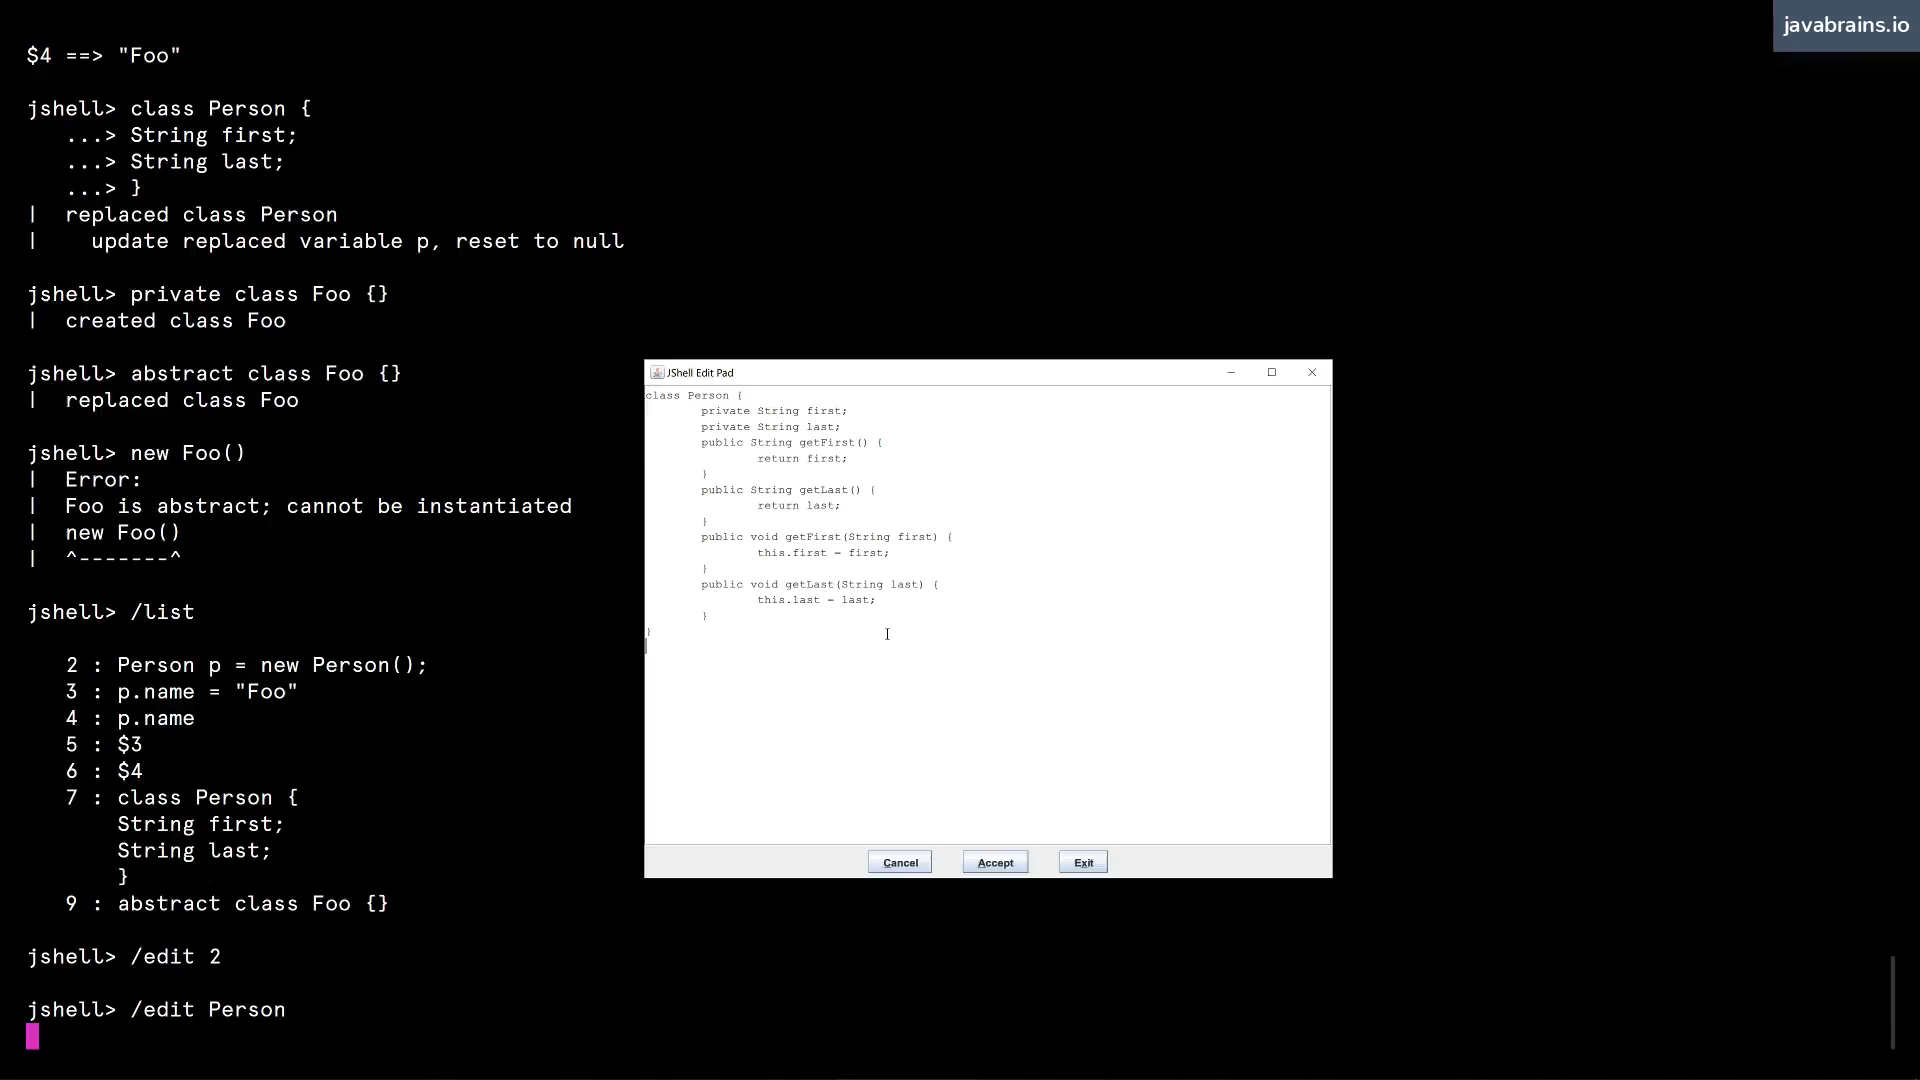 javabrains.io
$4 ==> "Foo"
jshell> class Person {
...> String first;
...> String last;
...> }
| replaced class Person
| update replaced variable p, reset to null
jshell> private class Foo {}
| created class Foo
jshell> abstract class Foo {}
| replaced class Foo
jshell> new Foo()
| Error:
| Foo is abstract; cannot be instantiated
| new Foo()
| ^-------^
jshell> /list
2 : Person p = new Person();
3 : p.name = "Foo"
4 : p.name
5 : $3
6 : $4
7 : class Person {
String first;
String last;
}
9 : abstract class Foo {}
jshell> /edit 2
jshell> /edit Person
JShell Edit Pad
class Person {
private String first;
private String last;
public String getFirst() {
return first;
}
public String getLast() {
return last;
}
public void getFirst(String first) {
this.first = first;
}
public void getLast(String last) {
this.last = last;
}
}
Cancel
Accept
Exit